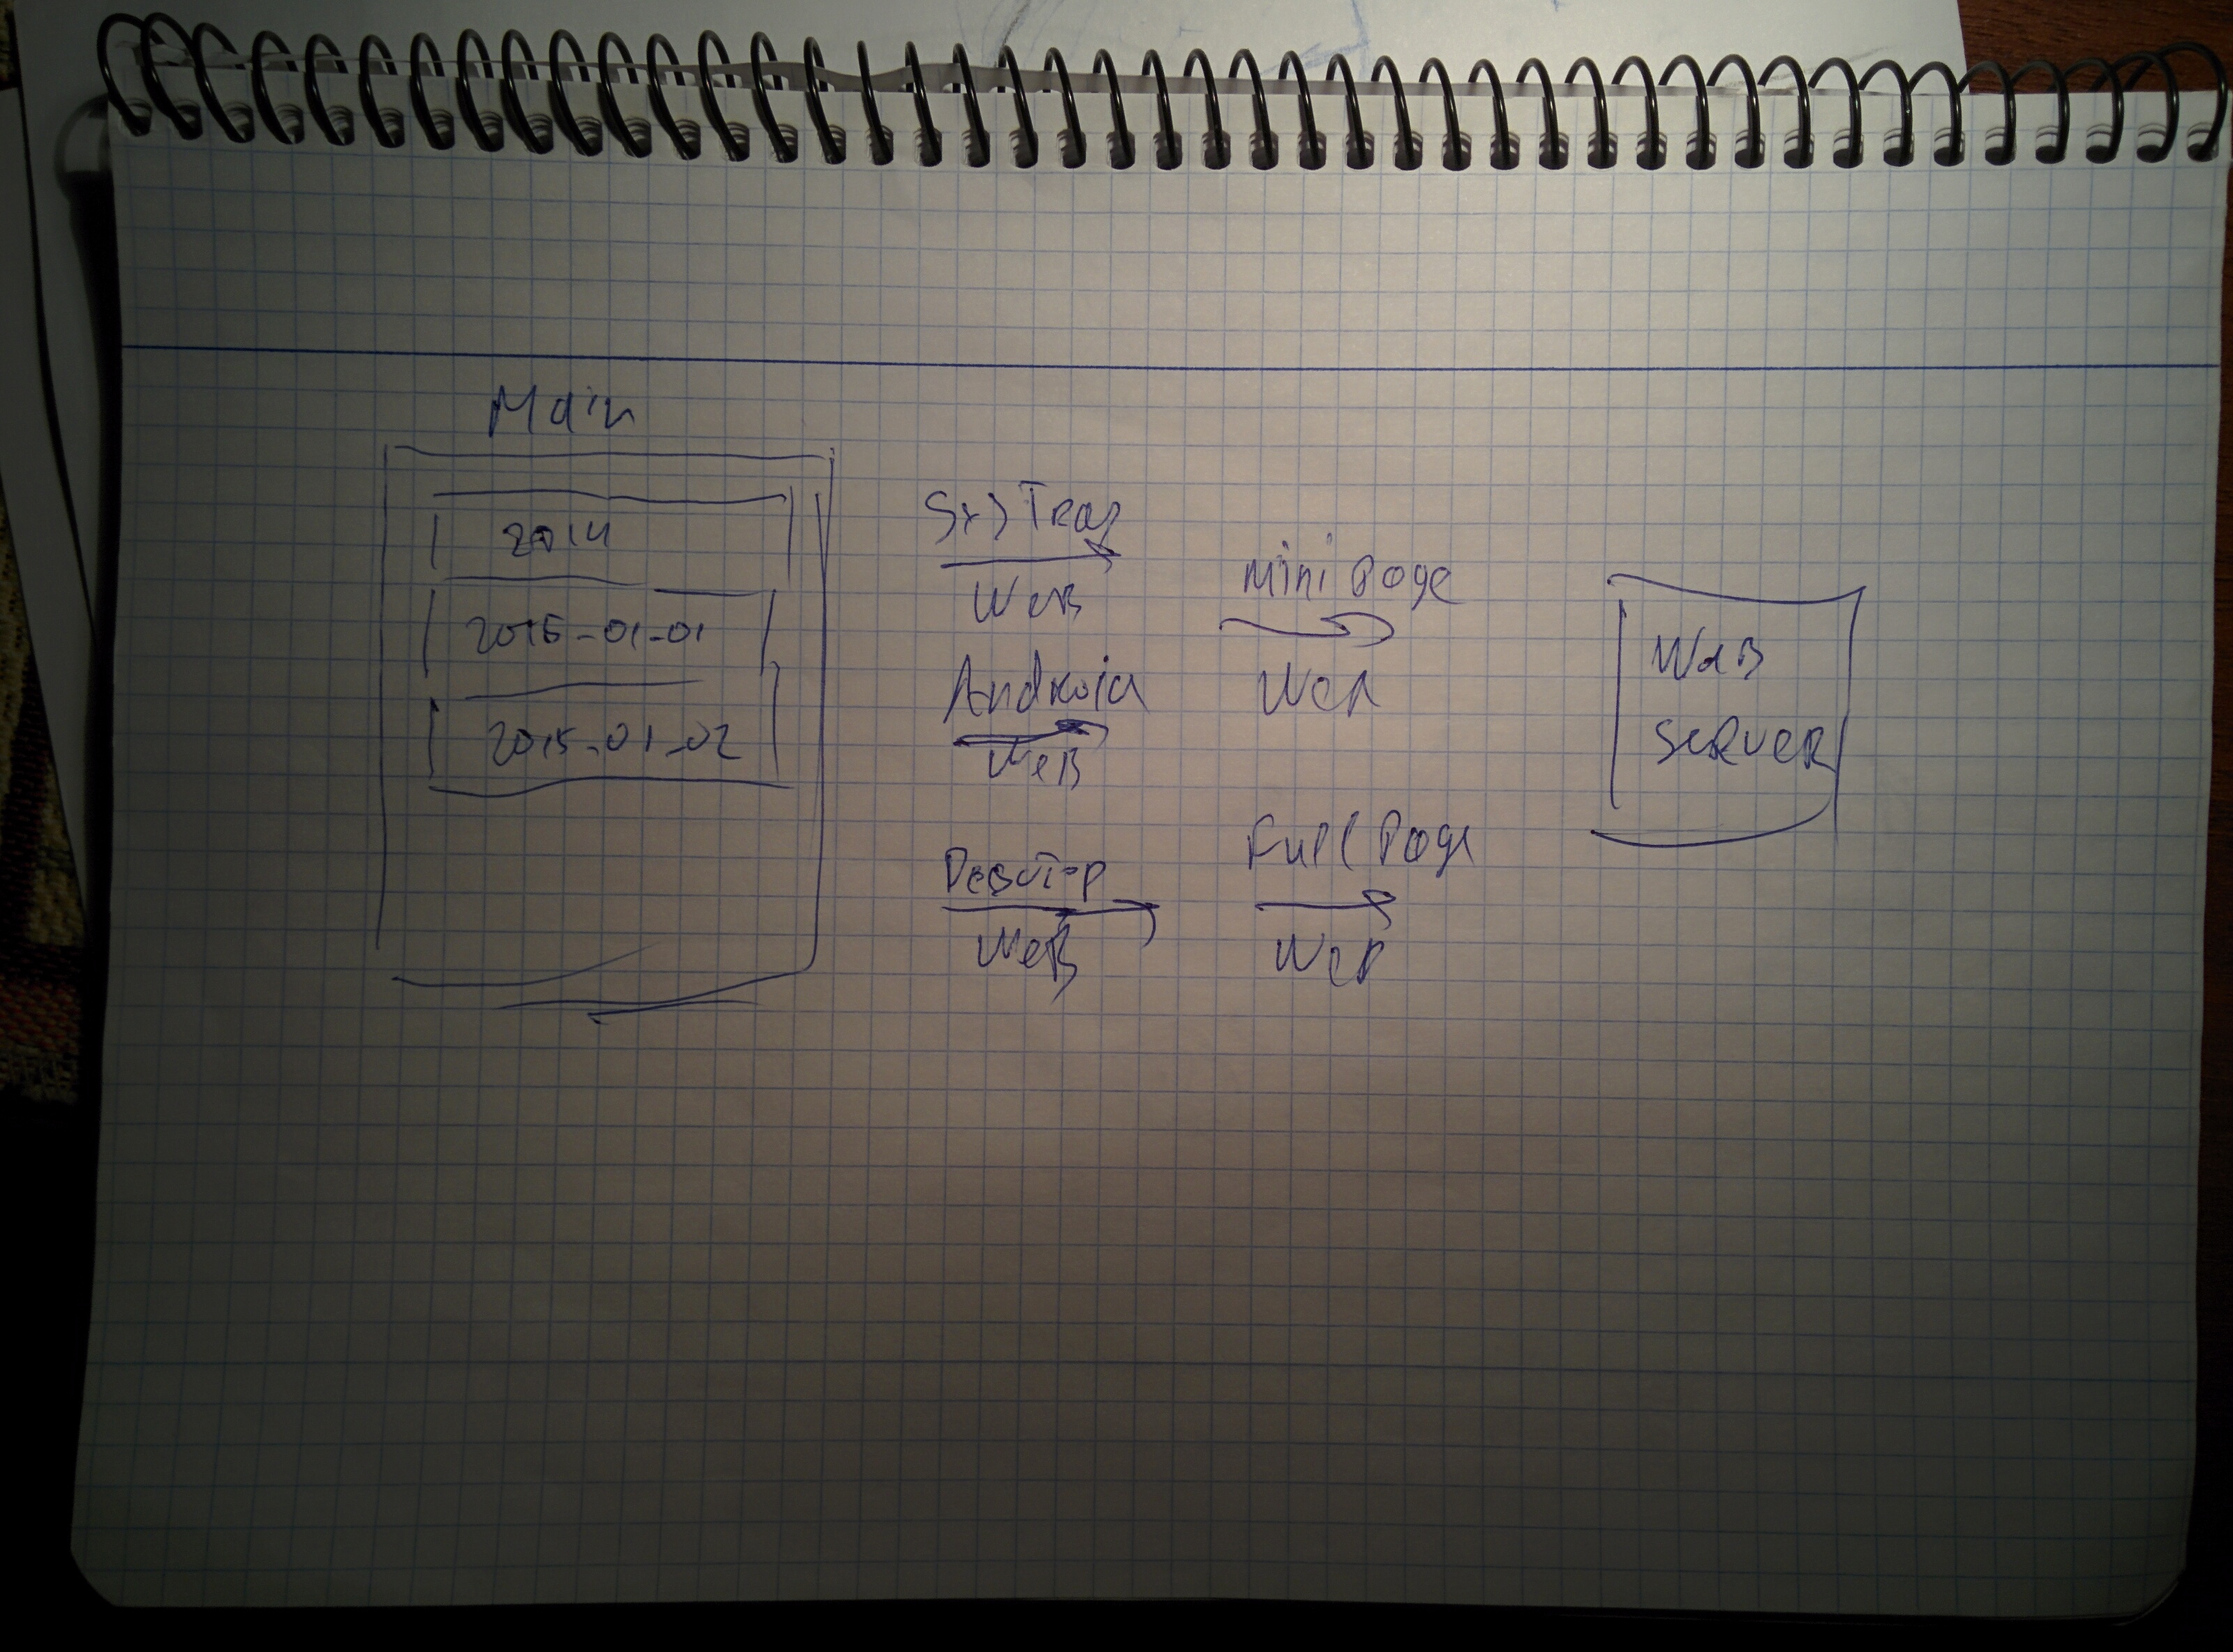 Main
2014
2015-01-01
2015-01-02
SysTray
Web
Android
Web
Desktop
Web
Mini Page
Web
Full Page
Web
Web
Server